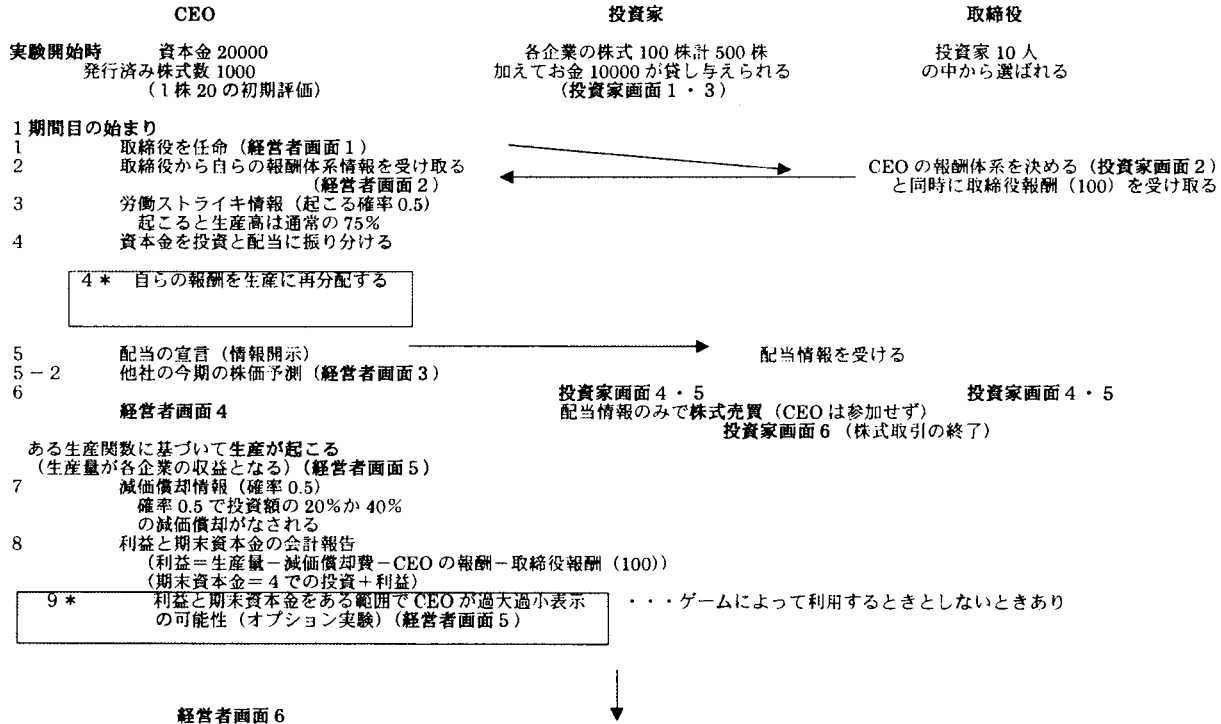 CEO 投資家 取締役
実験開始時 資本金 20000 各企業の株式 100 株計 500 株 投資家 10 人
発行済み株式数 1000 加えてお金 10000 が貸し与えられる の中から選ばれる
(1株 20 の初期評価) (投資家画面1・3)
1期間目の始まり
1 取締役を任命(経営者画面1)
2 取締役から自らの報酬体系情報を受け取る CEO の報酬体系を決める(投資家画面2)
(経営者画面2) と同時に取締役報酬(100)を受け取る
3 労働ストライキ情報(起こる確率 0.5)
起こると生産高は通常の 75%
4 資本金を投資と配当に振り分ける
4* 自らの報酬を生産に再分配する
5 配当の宣言(情報開示) 配当情報を受ける
5-2 他社の今期の株価予測(経営者画面3)
6 投資家画面4・5 投資家画面4・5
経営者画面4 配当情報のみで株式売買(CEO は参加せず)
投資家画面6(株式取引の終了)
ある生産関数に基づいて生産が起こる
(生産量が各企業の収益となる)(経営者画面5)
7 減価償却情報(確率 0.5)
確率 0.5 で投資額の 20%か 40%
の減価償却がなされる
8 利益と期末資本金の会計報告
(利益=生産量-減価償却費-CEO の報酬-取締役報酬(100))
(期末資本金=4での投資+利益)
9* 利益と期末資本金をある範囲で CEO が過大過小表示 ・・・ゲームによって利用するときとしないときあり
の可能性(オプション実験)(経営者画面5)
経営者画面6